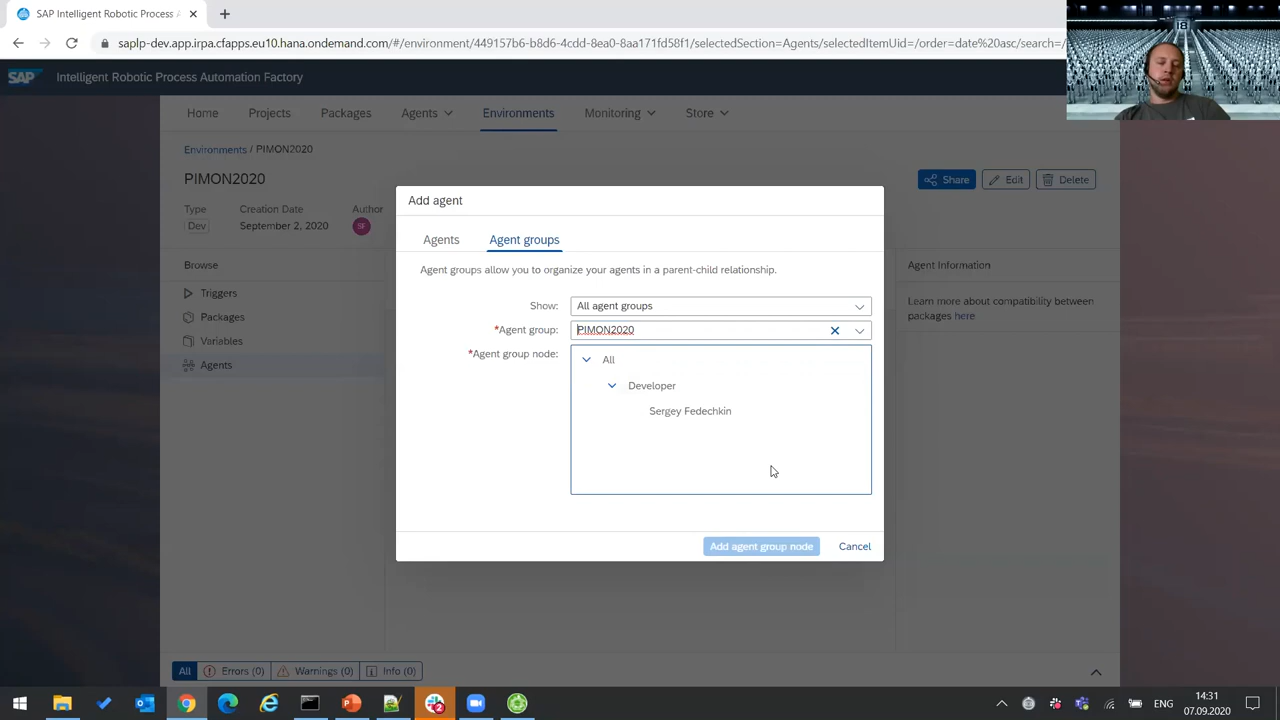 SAP Intelligent Robotic Process A
saplp-dev.app.irpa.cfapps.eu10.hana.ondemand.com/#/environment/449157b6-b8d6-4cdd-8ea0-8aa171fd58f1/selectedSection=Agents/selectedItemUid=/order=date%20asc/search=/
SAP Intelligent Robotic Process Automation Factory
Home Projects Packages Agents Environments Monitoring Store
Environments / PIMON2020
PIMON2020
Share Edit Delete
Type Creation Date Author
Dev September 2, 2020 SF
Browse
Triggers
Packages
Variables
Agents
Add agent
Agents Agent groups
Agent groups allow you to organize your agents in a parent-child relationship.
Show: All agent groups
*Agent group: PIMON2020
*Agent group node:
All
Developer
Sergey Fedechkin
Add agent group node Cancel
Agent Information
Learn more about compatibility between
packages here
All Errors (0) Warnings (0) Info (0)
ENG
14:31
07.09.2020